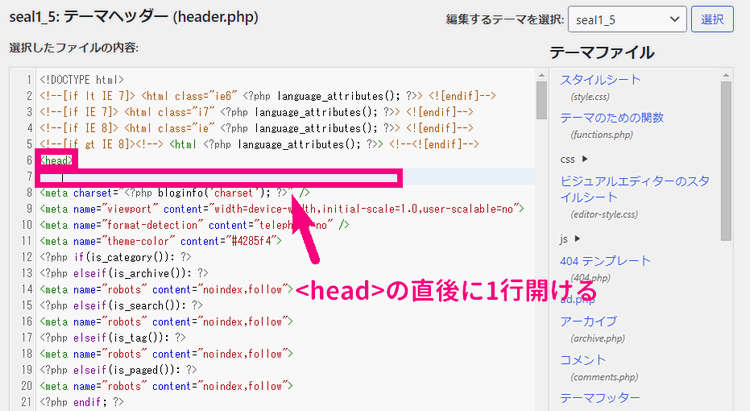 seal1_5: テーマヘッダー (header.php)
編集するテーマを選択: seal1_5 選択
選択したファイルの内容:
テーマファイル
1 <!DOCTYPE html>
2 <!--[if lt IE 7]> <html class="ie6" <?php language_attributes(); ?>> <![endif]-->
3 <!--[if IE 7]> <html class="i7" <?php language_attributes(); ?>> <![endif]-->
4 <!--[if IE 8]> <html class="ie" <?php language_attributes(); ?>> <![endif]-->
5 <!--[if gt IE 8]><!--> <html <?php language_attributes(); ?>> <!--<![endif]-->
6 <head>
7
8 <meta charset="<?php bloginfo('charset'); ?>" />
9 <meta name="viewport" content="width=device-width,initial-scale=1.0,user-scalable=no">
10 <meta name="format-detection" content="telephone=no" />
11 <meta name="theme-color" content="#4285f4">
12 <?php if(is_category()): ?>
13 <?php elseif(is_archive()): ?>
14 <meta name="robots" content="noindex,follow">
15 <?php elseif(is_search()): ?>
16 <meta name="robots" content="noindex,follow">
17 <?php elseif(is_tag()): ?>
18 <meta name="robots" content="noindex,follow">
19 <?php elseif(is_paged()): ?>
20 <meta name="robots" content="noindex,follow">
21 <?php endif; ?>
<head>の直後に1行開ける
スタイルシート
(style.css)
テーマのための関数
(functions.php)
css ▶
ビジュアルエディターのスタイルシート
(editor-style.css)
js ▶
404 テンプレート
(404.php)
sd.php
アーカイブ
(archive.php)
コメント
(comments.php)
テーマフッター